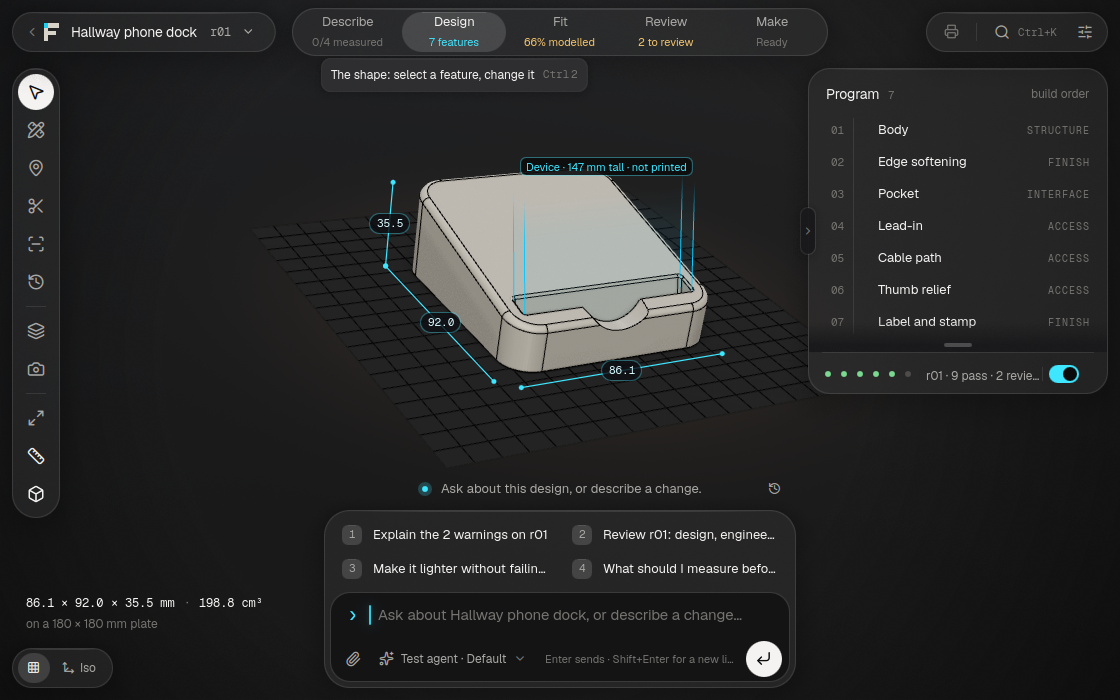 Hallway phone dock r01
Describe
0/4 measured
Design
7 features
Fit
66% modelled
Review
2 to review
Make
Ready
Ctrl+K
The shape: select a feature, change it Ctrl2
Program 7 build order
01 Body STRUCTURE
02 Edge softening FINISH
03 Pocket INTERFACE
04 Lead-in ACCESS
05 Cable path ACCESS
06 Thumb relief ACCESS
07 Label and stamp FINISH
r01 · 9 pass · 2 revie…
Device · 147 mm tall · not printed
35.5
92.0
86.1
Ask about this design, or describe a change.
1 Explain the 2 warnings on r01
2 Review r01: design, enginee…
3 Make it lighter without failin…
4 What should I measure befo…
Ask about Hallway phone dock, or describe a change…
Test agent · Default
Enter sends · Shift+Enter for a new li…
86.1 × 92.0 × 35.5 mm · 198.8 cm³
on a 180 × 180 mm plate
Iso